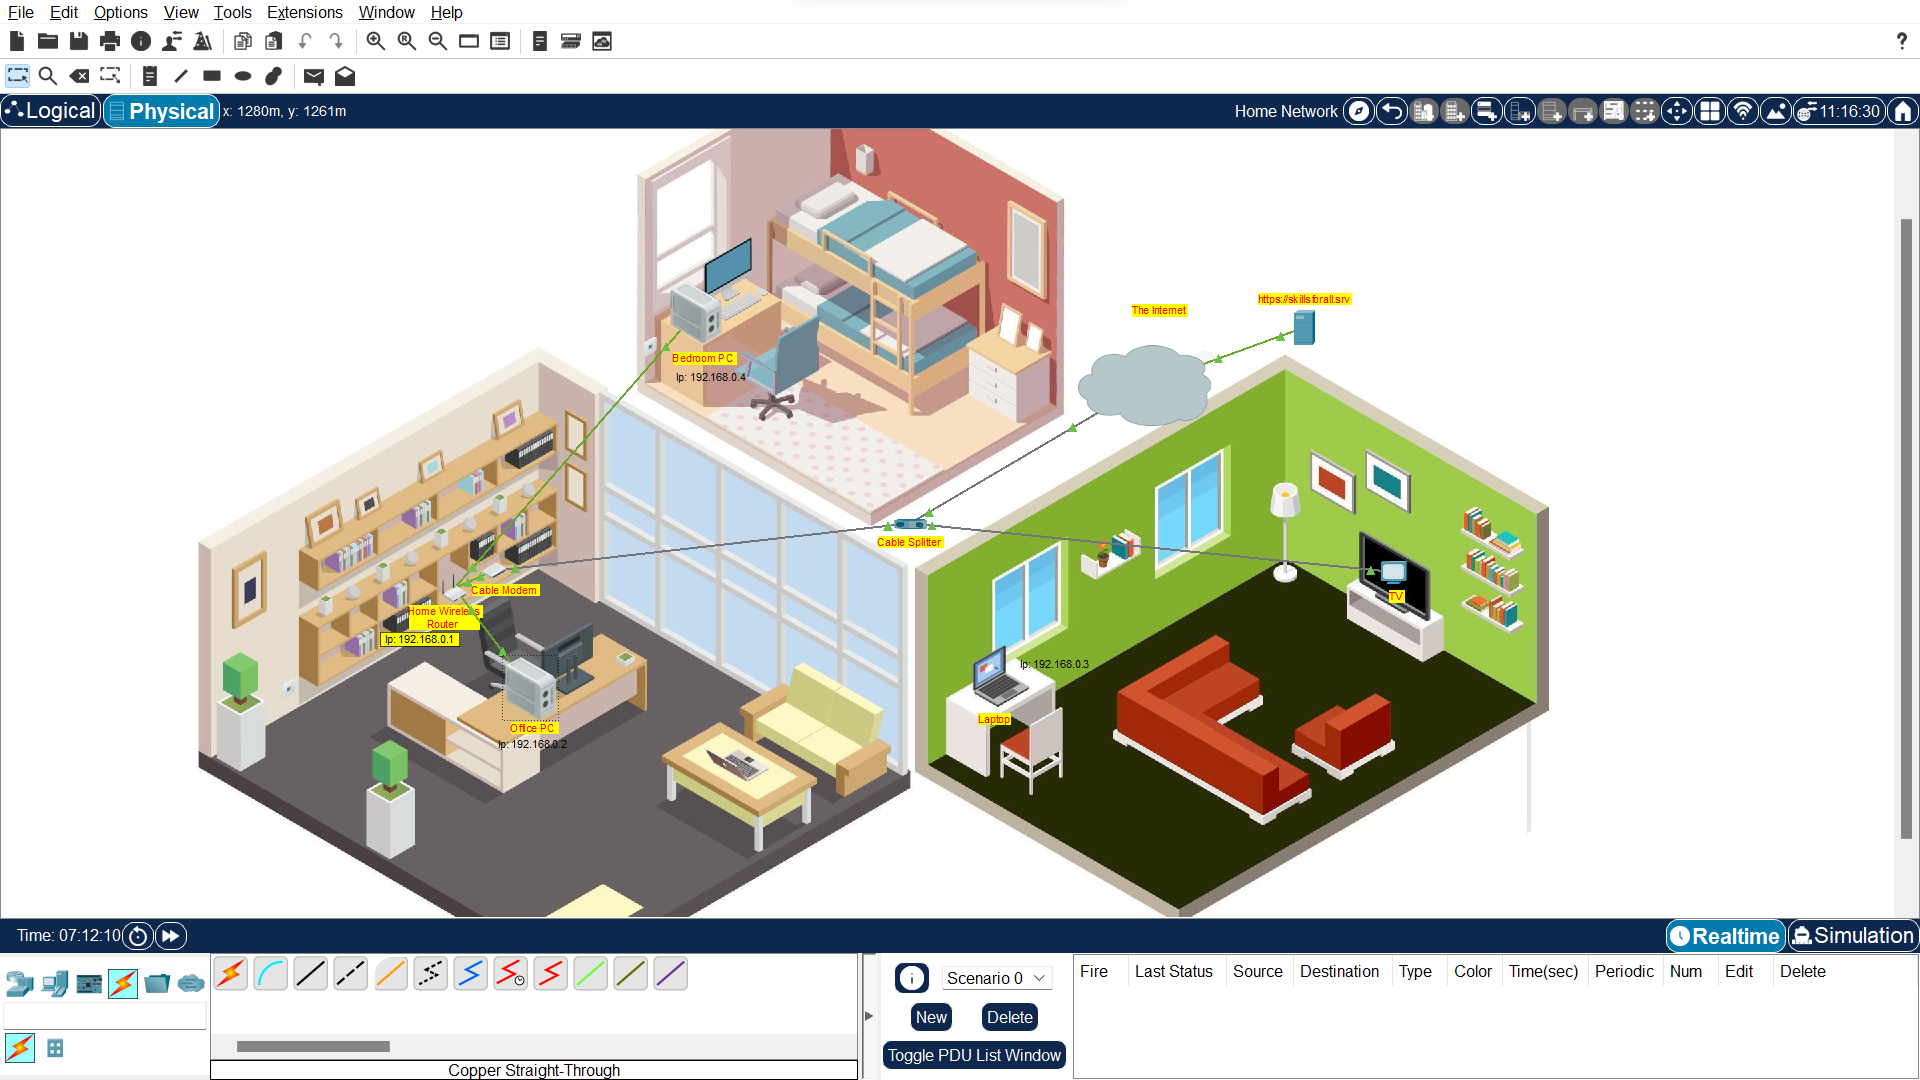 File Edit Options View Tools Extensions Window Help
?
Logical Physical x: 1280m, y: 1261m Home Network 11:16:30
https://skillsforall.srv
The Internet
Bedroom PC
Ip: 192.168.0.4
Cable Splitter
Cable Modem
TV
Home Wireless
Router
Ip: 192.168.0.1
Ip: 192.168.0.3
Laptop
Office PC
Ip: 192.168.0.2
Time: 07:12:10 Realtime Simulation
Scenario 0
New Delete
Toggle PDU List Window
Fire Last Status Source Destination Type Color Time(sec) Periodic Num Edit Delete
Copper Straight-Through